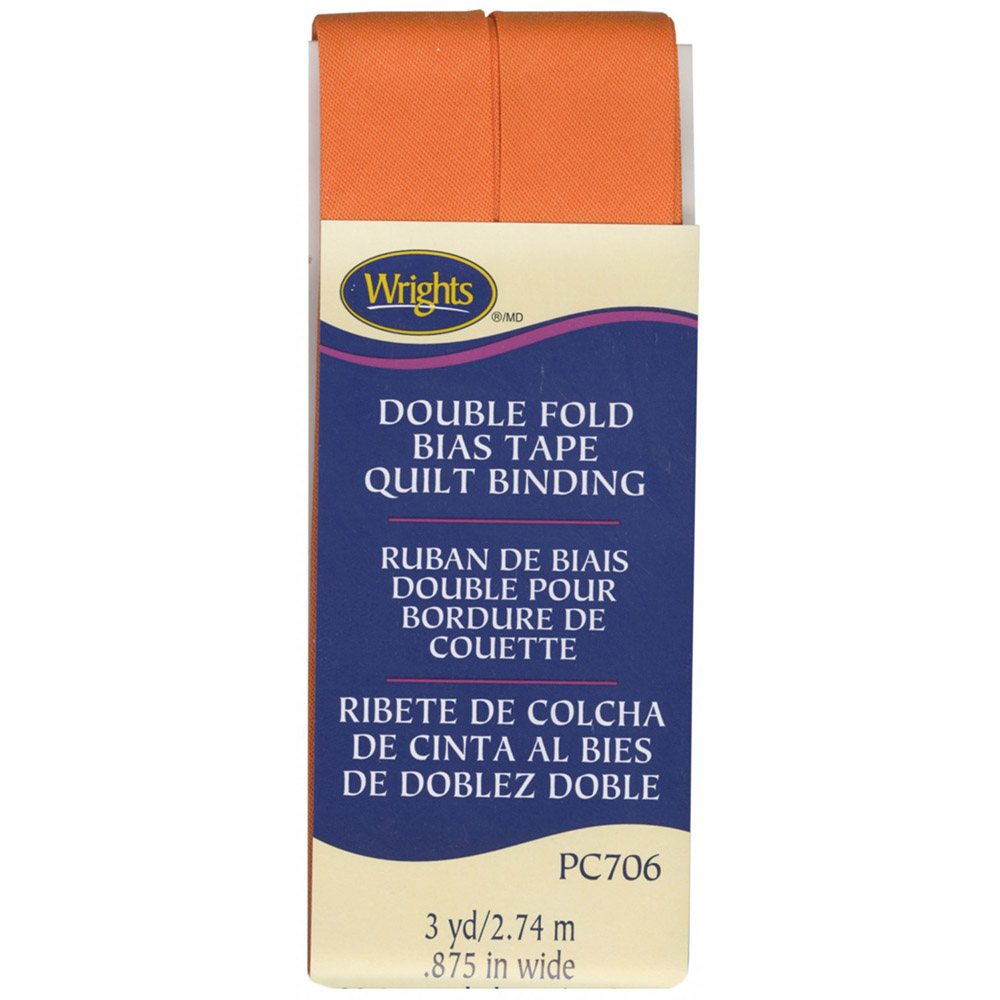 Wrights
®/MD
DOUBLE FOLD
BIAS TAPE
QUILT BINDING
RUBAN DE BIAIS
DOUBLE POUR
BORDURE DE
COUETTE
RIBETE DE COLCHA
DE CINTA AL BIES
DE DOBLEZ DOBLE
PC706
3 yd/2.74 m
.875 in wide